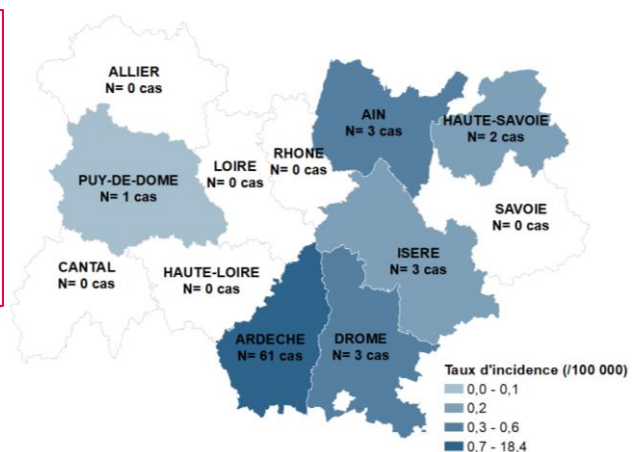 ALLIER
N= 0 cas
AIN
N= 3 cas
HAUTE-SAVOIE
N= 2 cas
PUY-DE-DOME
N= 1 cas
LOIRE
N= 0 cas
RHONE
N= 0 cas
SAVOIE
N= 0 cas
ISERE
N= 3 cas
CANTAL
N= 0 cas
HAUTE-LOIRE
N= 0 cas
ARDECHE
N= 61 cas
DROME
N= 3 cas
Taux d'incidence (/100 000)
0,0 - 0,1
0,2
0,3 - 0,6
0,7 - 18,4